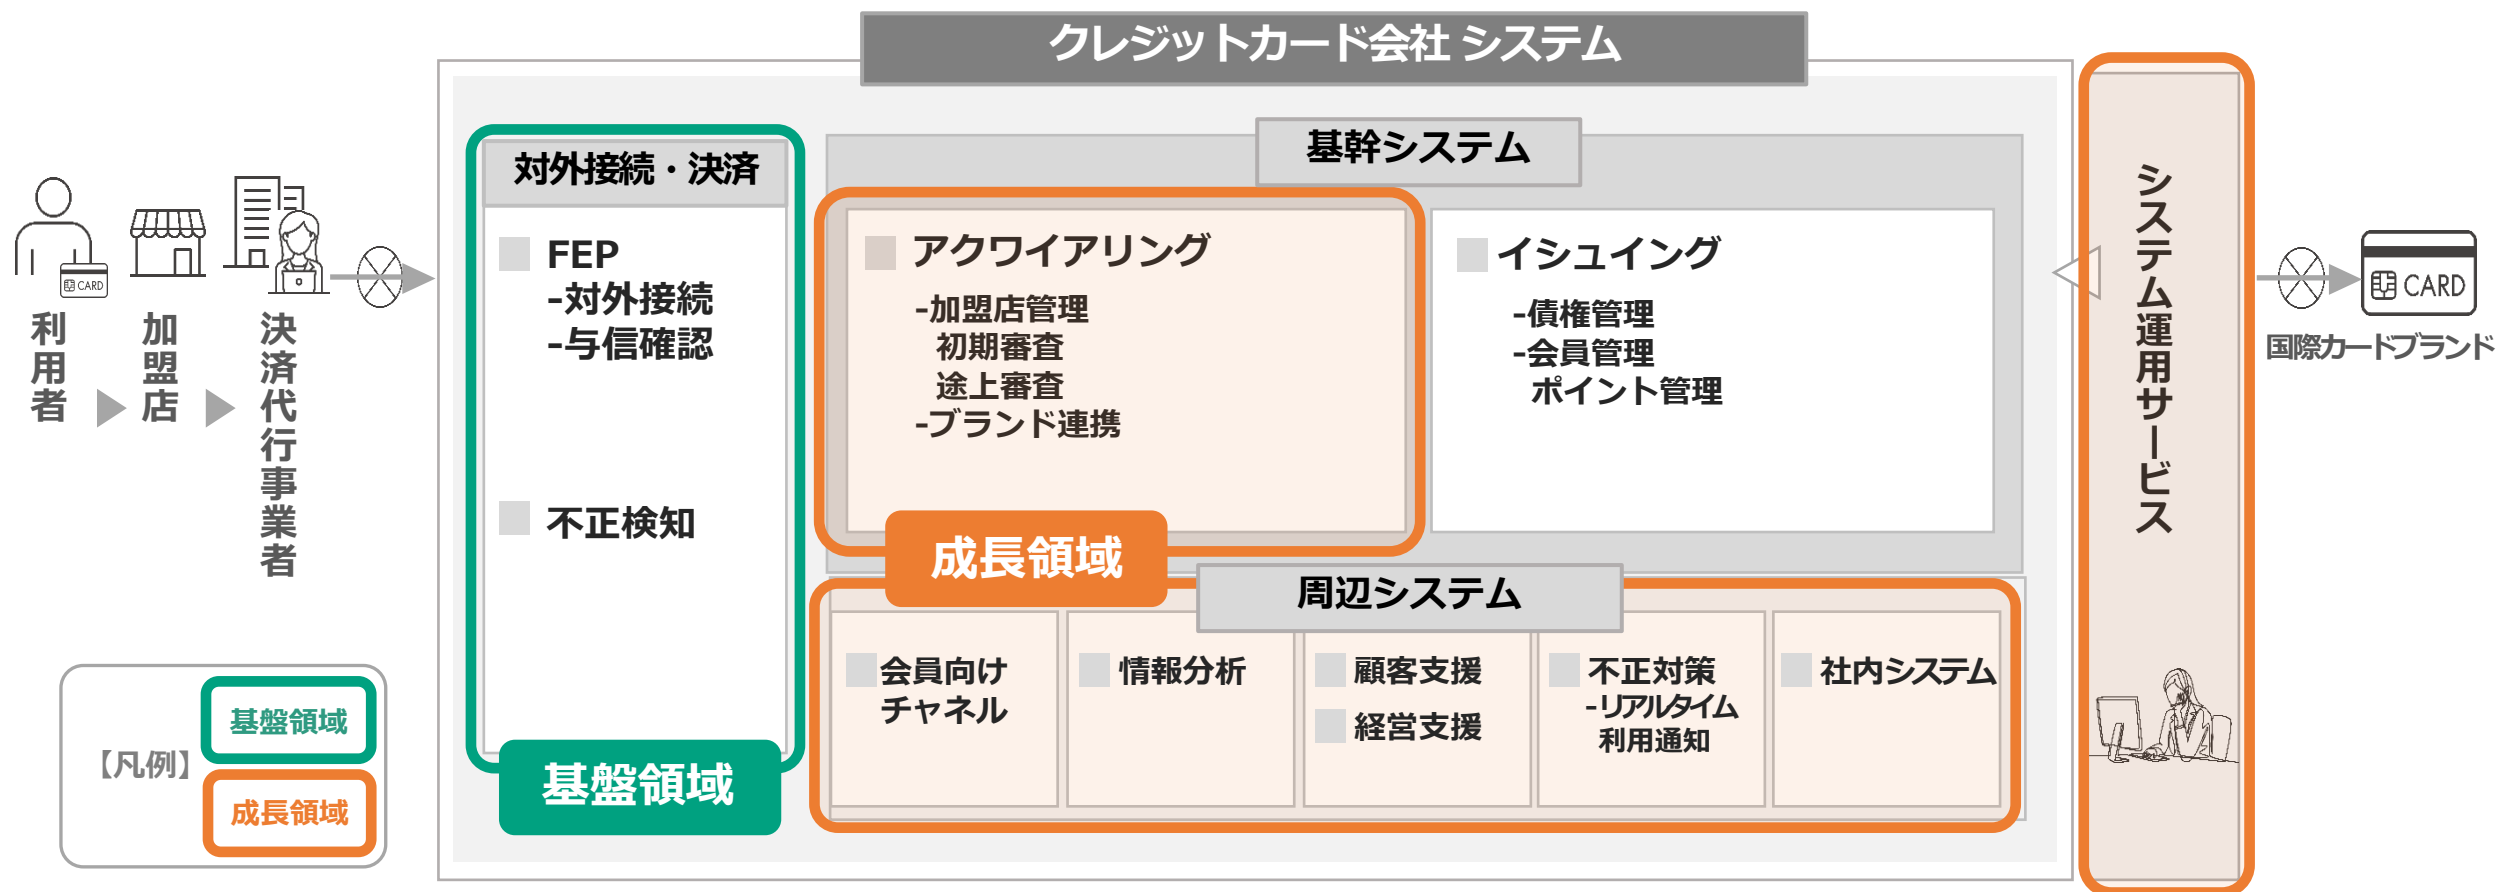 クレジットカード会社 システム
利用者
加盟店
決済代行事業者
対外接続・決済
FEP
-対外接続
-与信確認
不正検知
基盤領域
基幹システム
アクワイアリング
-加盟店管理
初期審査
途上審査
-ブランド連携
成長領域
イシュイング
-債権管理
-会員管理
ポイント管理
周辺システム
会員向け
チャネル
情報分析
顧客支援
経営支援
不正対策
-リアルタイム
利用通知
社内システム
システム運用サービス
CARD
国際カードブランド
CARD
【凡例】
基盤領域
成長領域